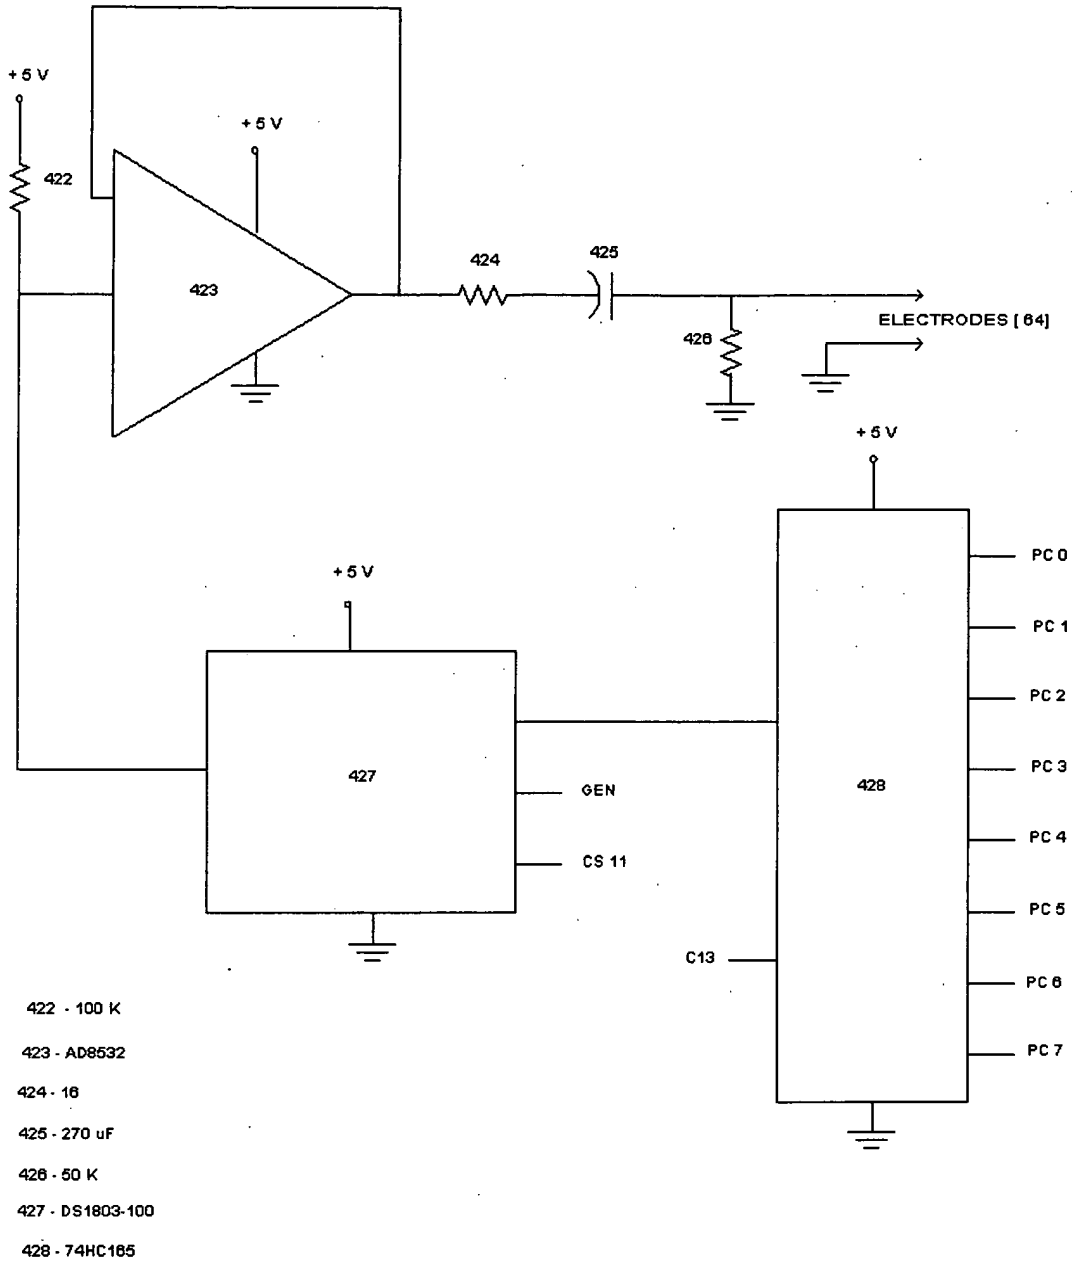 + 5 V
+ 5 V
422
423
424
425
ELECTRODES [ 64]
426
+ 5 V
+ 5 V
PC 0
PC 1
PC 2
PC 3
PC 4
PC 5
PC 6
PC 7
427
GEN
CS 11
428
C13
422 - 100 K
423 - AD8532
424 - 16
425 - 270 uF
426 - 50 K
427 - DS1803-100
428 - 74HC165